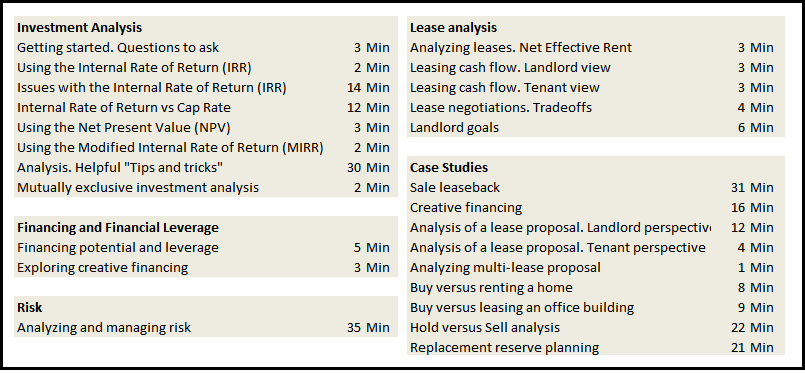 Investment Analysis
Getting started. Questions to ask 3 Min
Using the Internal Rate of Return (IRR) 2 Min
Issues with the Internal Rate of Return (IRR) 14 Min
Internal Rate of Return vs Cap Rate 12 Min
Using the Net Present Value (NPV) 3 Min
Using the Modified Internal Rate of Return (MIRR) 2 Min
Analysis. Helpful "Tips and tricks" 30 Min
Mutually exclusive investment analysis 2 Min
Financing and Financial Leverage
Financing potential and leverage 5 Min
Exploring creative financing 3 Min
Risk
Analyzing and managing risk 35 Min
Lease analysis
Analyzing leases. Net Effective Rent 3 Min
Leasing cash flow. Landlord view 3 Min
Leasing cash flow. Tenant view 3 Min
Lease negotiations. Tradeoffs 4 Min
Landlord goals 6 Min
Case Studies
Sale leaseback 31 Min
Creative financing 16 Min
Analysis of a lease proposal. Landlord perspectiv 12 Min
Analysis of a lease proposal. Tenant perspective 4 Min
Analyzing multi-lease proposal 1 Min
Buy versus renting a home 8 Min
Buy versus leasing an office building 9 Min
Hold versus Sell analysis 22 Min
Replacement reserve planning 21 Min